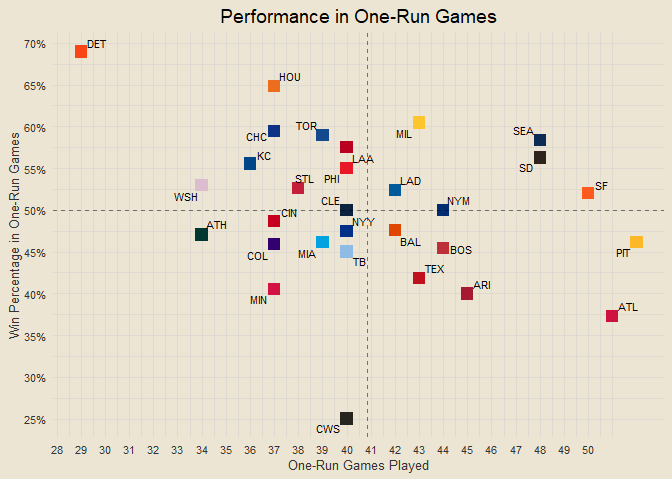 Performance in One-Run Games
Win Percentage in One-Run Games
70%
65%
60%
55%
50%
45%
40%
35%
30%
25%
DET
HOU
TOR
CHC
MIL
SEA
KC
LAA
SD
STL
PHI
LAD
WSH
SF
CLE
NYM
CIN
ATH
NYY
BAL
COL
MIA
BOS
PIT
TB
TEX
MIN
ARI
ATL
CWS
28 29 30 31 32 33 34 35 36 37 38 39 40 41 42 43 44 45 46 47 48 49 50
One-Run Games Played